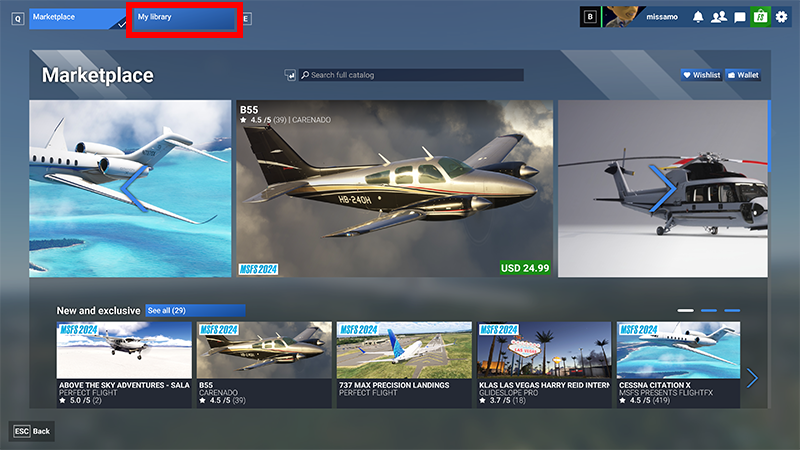 Q
Marketplace
My library
E
B
missamo
Marketplace
Search full catalog
Wishlist
Wallet
B55
4.5 /5 (39) | CARENADO
HB-24OH
MSFS 2024
USD 24.99
New and exclusive
See all (29)
MSFS 2024
ABOVE THE SKY ADVENTURES - SALA
PERFECT FLIGHT
5.0 /5 (2)
MSFS 2024
B55
CARENADO
4.5 /5 (39)
737 MAX PRECISION LANDINGS
PERFECT FLIGHT
MSFS 2024
KLAS LAS VEGAS HARRY REID INTERN
GLIDESLOPE PRO
3.7 /5 (18)
MSFS 2024
CESSNA CITATION X
MSFS PRESENTS FLIGHTFX
4.5 /5 (419)
ESC Back